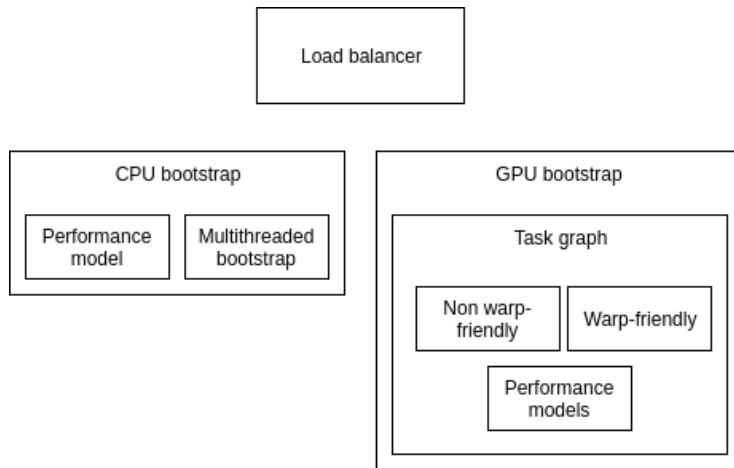 Load balancer
CPU bootstrap
Performance
model
Multithreaded
bootstrap
GPU bootstrap
Task graph
Non warp-
friendly
Warp-friendly
Performance
models